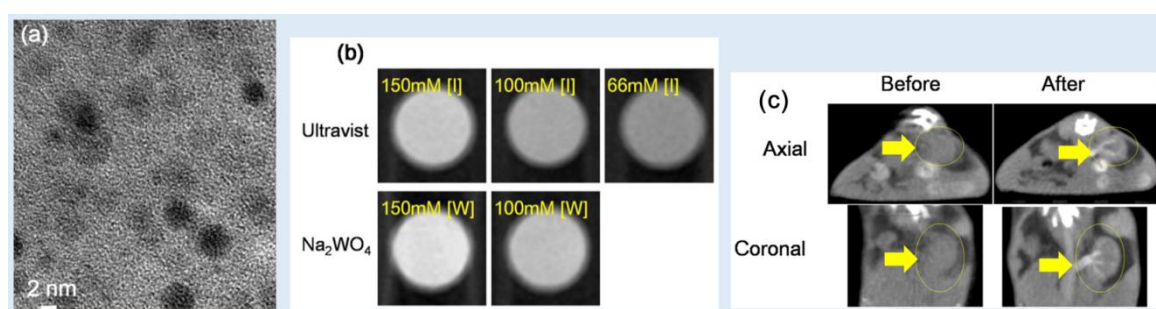 (a)
2 nm
(b)
150mM [I] 100mM [I] 66mM [I]
Ultravist
150mM [W] 100mM [W]
Na₂WO₄
(c)
Before After
Axial
Coronal